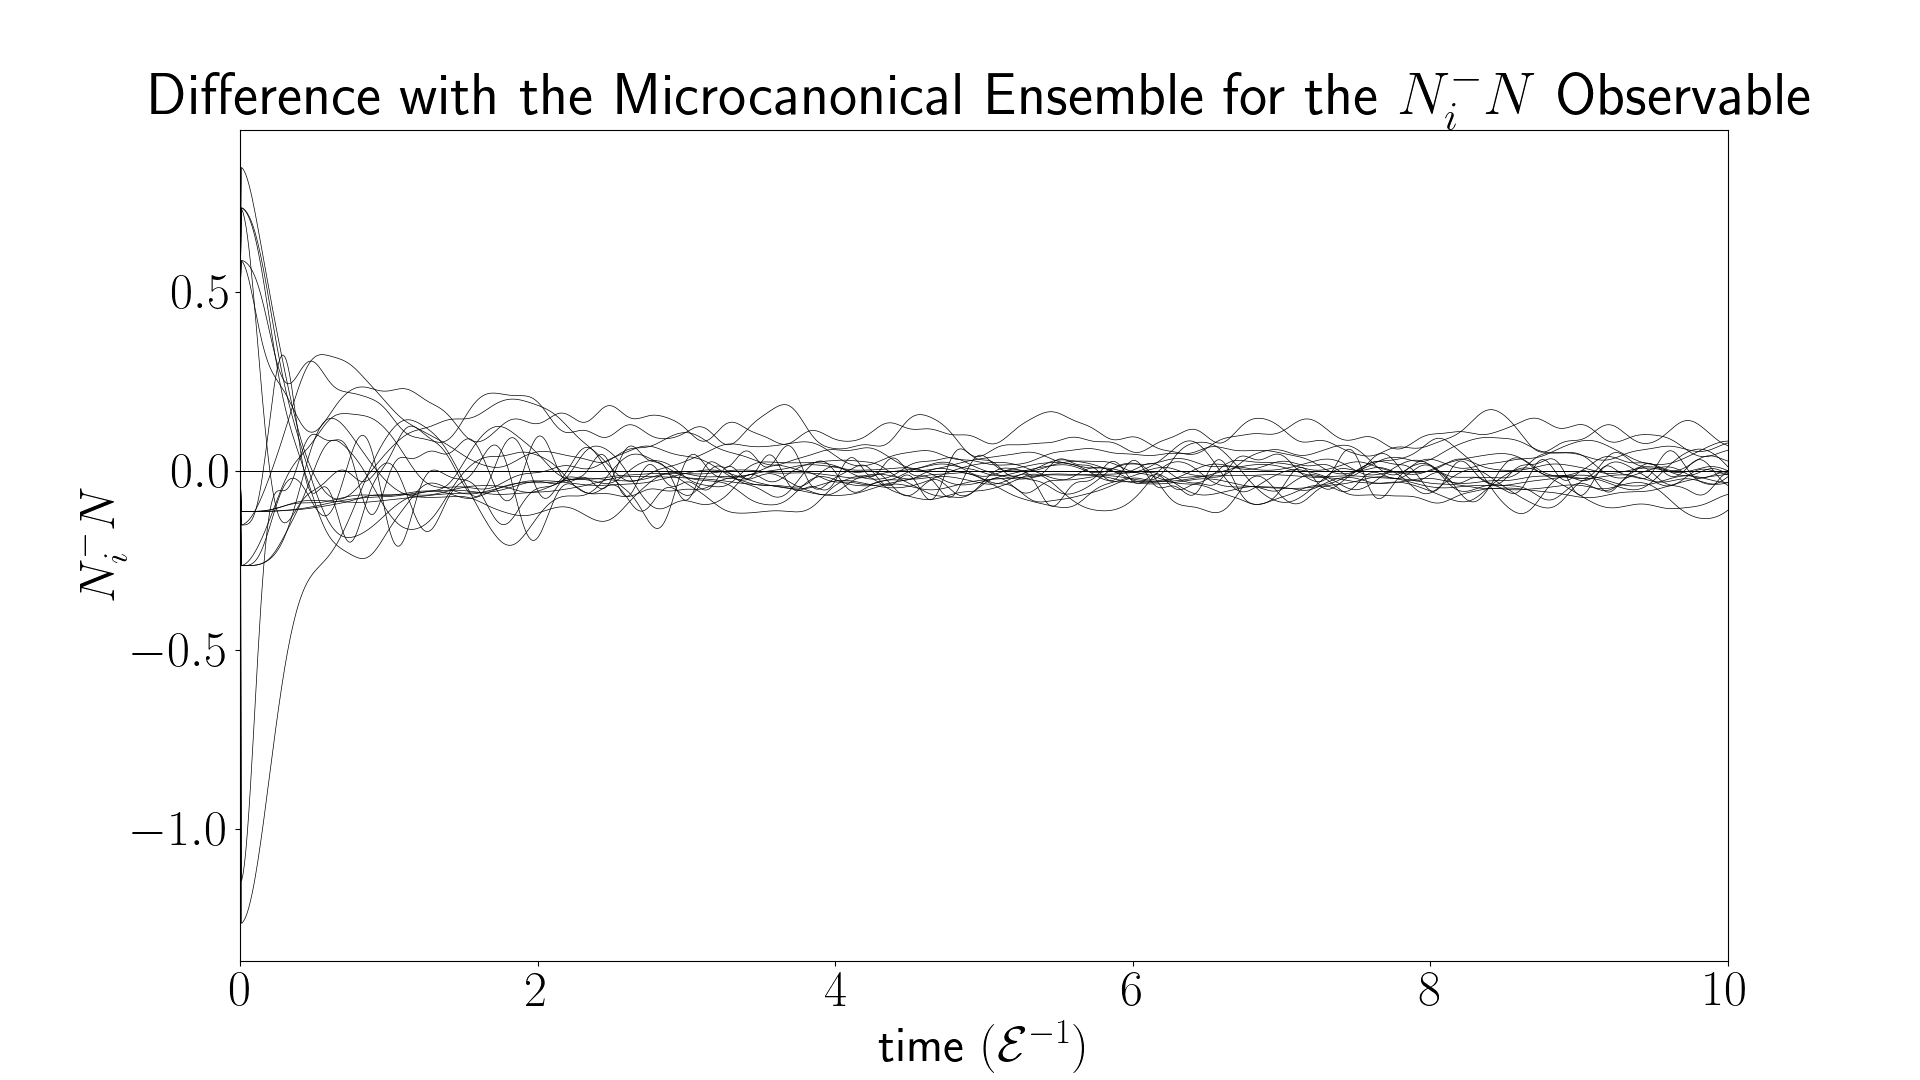 Difference with the Microcanonical Ensemble for the $N_i^- N$ Observable
$N_i^- N$
0.5
0.0
−0.5
−1.0
0 2 4 6 8 10
time ($\mathcal{E}^{-1}$)